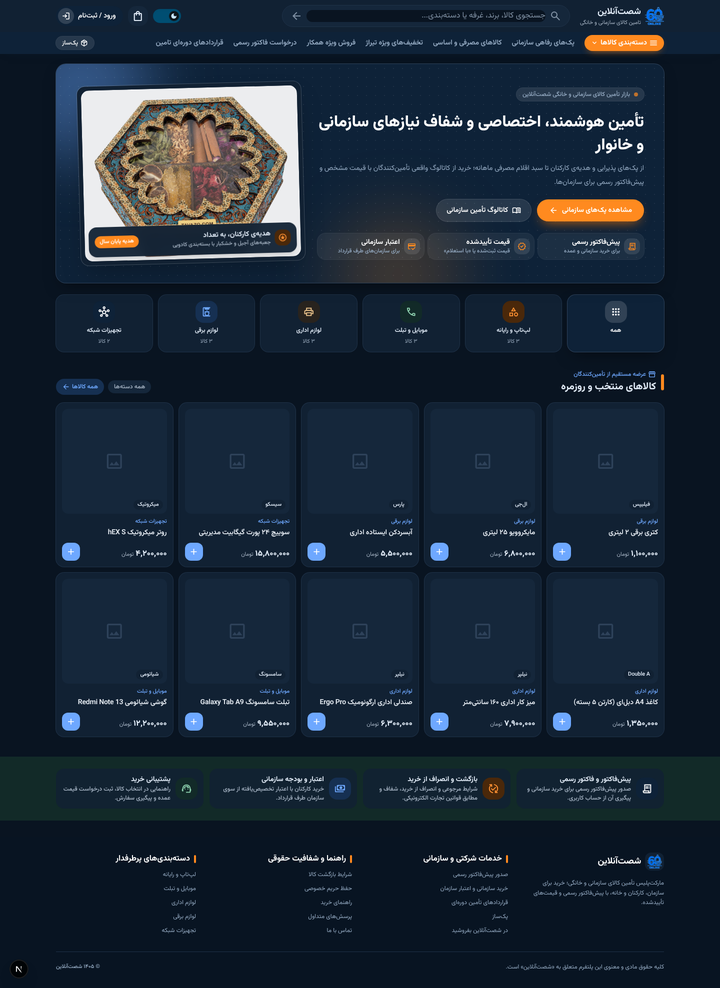 شصت‌آنلاین
تامین کالای سازمانی و خانگی
جستجوی کالا، برند، غرفه یا دسته‌بندی...
ورود / ثبت‌نام
دسته‌بندی کالاها
پک‌های رفاهی سازمانی
کالاهای مصرفی و اساسی
تخفیف‌های ویژه تیراژ
فروش ویژه همکار
درخواست فاکتور رسمی
قراردادهای دوره‌ای تامین
پک‌ساز
بازار تأمین کالای سازمانی و خانگی شصت‌آنلاین
تأمین هوشمند، اختصاصی و شفاف نیازهای سازمانی
و خانوار
از پک‌های پذیرایی و هدیه‌ی کارکنان تا سبد اقلام مصرفی ماهانه؛ خرید از کاتالوگ واقعی تأمین‌کنندگان با قیمت مشخص و
پیش‌فاکتور رسمی برای سازمان‌ها.
مشاهده پک‌های سازمانی
کاتالوگ تأمین سازمانی
پیش‌فاکتور رسمی
برای خرید سازمانی و عمده
قیمت تأییدشده
قیمت ثبت‌شده یا «با استعلام»
اعتبار سازمانی
برای سازمان‌های طرف قرارداد
هدیه‌ی کارکنان، به تعداد
جعبه‌های آجیل و خشکبار با بسته‌بندی کادویی
هدیه پایان سال
همه
لپ‌تاپ و رایانه
۳ کالا
موبایل و تبلت
۳ کالا
لوازم اداری
۳ کالا
لوازم برقی
۳ کالا
تجهیزات شبکه
۲ کالا
عرضه مستقیم از تأمین‌کنندگان
کالاهای منتخب و روزمره
همه دسته‌ها
همه کالاها
فیلیپس
لوازم برقی
کتری برقی ۲ لیتری
۱,۱۰۰,۰۰۰ تومان
ال‌جی
لوازم برقی
مایکروویو ۲۵ لیتری
۶,۸۰۰,۰۰۰ تومان
پارس
لوازم برقی
آبسردکن ایستاده اداری
۵,۵۰۰,۰۰۰ تومان
سیسکو
تجهیزات شبکه
سوییچ ۲۴ پورت گیگابیت مدیریتی
۱۵,۸۰۰,۰۰۰ تومان
میکروتیک
تجهیزات شبکه
روتر میکروتیک hEX S
۴,۲۰۰,۰۰۰ تومان
Double A
لوازم اداری
کاغذ A4 دبل‌ای (کارتن ۵ بسته)
۱,۳۵۰,۰۰۰ تومان
نیلپر
لوازم اداری
میز کار اداری ۱۶۰ سانتی‌متر
۷,۹۰۰,۰۰۰ تومان
نیلپر
لوازم اداری
صندلی اداری ارگونومیک Ergo Pro
۶,۳۰۰,۰۰۰ تومان
سامسونگ
موبایل و تبلت
تبلت سامسونگ Galaxy Tab A9
۹,۵۵۰,۰۰۰ تومان
شیائومی
موبایل و تبلت
گوشی شیائومی Redmi Note 13
۱۲,۲۰۰,۰۰۰ تومان
پیش‌فاکتور و فاکتور رسمی
صدور پیش‌فاکتور رسمی برای خرید سازمانی و
پیگیری آن از حساب کاربری.
بازگشت و انصراف از خرید
شرایط مرجوعی و انصراف از خرید، شفاف و
مطابق قوانین تجارت الکترونیکی.
اعتبار و بودجه سازمانی
خرید کارکنان با اعتبار تخصیص‌یافته از سوی
سازمان طرف قرارداد.
پشتیبانی خرید
راهنمایی در انتخاب کالا، ثبت درخواست قیمت
عمده و پیگیری سفارش.
شصت‌آنلاین
مارکت‌پلیس تأمین کالای سازمانی و خانگی؛ خرید برای
سازمان، کارکنان و خانه، با پیش‌فاکتور رسمی و قیمت‌های
تأییدشده.
خدمات شرکتی و سازمانی
صدور پیش‌فاکتور رسمی
خرید سازمانی و اعتبار سازمان
قراردادهای تأمین دوره‌ای
پک‌ساز
در شصت‌آنلاین بفروشید
راهنما و شفافیت حقوقی
شرایط بازگشت کالا
حفظ حریم خصوصی
راهنمای خرید
پرسش‌های متداول
تماس با ما
دسته‌بندی‌های پرطرفدار
لپ‌تاپ و رایانه
موبایل و تبلت
لوازم اداری
لوازم برقی
تجهیزات شبکه
کلیه حقوق مادی و معنوی این پلتفرم متعلق به «شصت‌آنلاین» است.
© ۱۴۰۵ شصت‌آنلاین
N